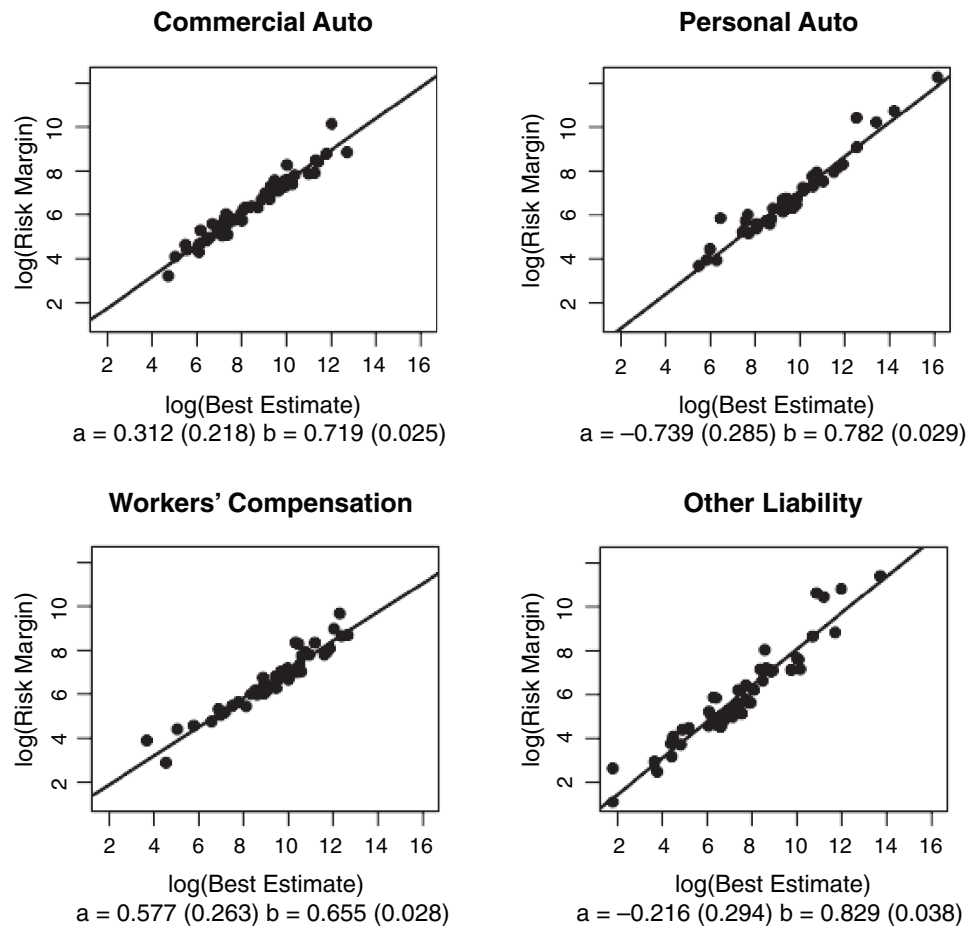 Commercial Auto
Personal Auto
log(Risk Margin)
10
8
6
4
2
2 4 6 8 10 12 14 16
log(Best Estimate)
a = 0.312 (0.218) b = 0.719 (0.025)
log(Risk Margin)
10
8
6
4
2
2 4 6 8 10 12 14 16
log(Best Estimate)
a = –0.739 (0.285) b = 0.782 (0.029)
Workers’ Compensation
Other Liability
log(Risk Margin)
10
8
6
4
2
2 4 6 8 10 12 14 16
log(Best Estimate)
a = 0.577 (0.263) b = 0.655 (0.028)
log(Risk Margin)
10
8
6
4
2
2 4 6 8 10 12 14 16
log(Best Estimate)
a = –0.216 (0.294) b = 0.829 (0.038)